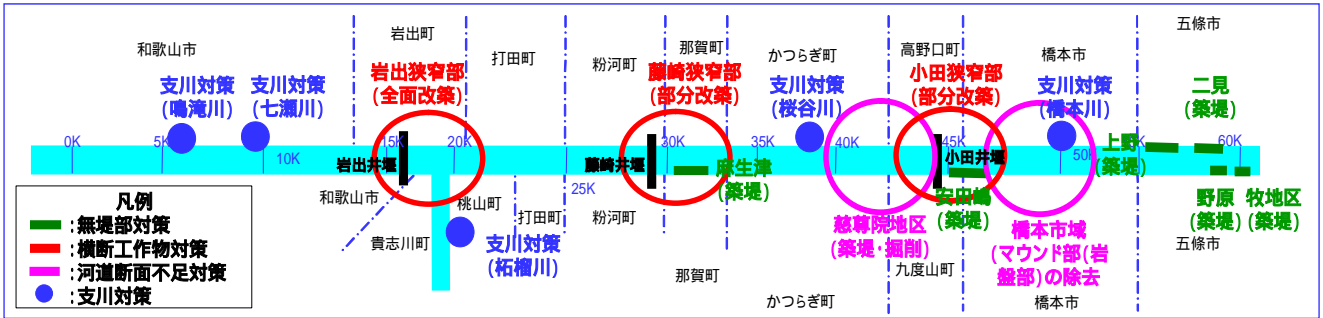 和歌山市
岩出町
打田町
粉河町
那賀町
かつらぎ町
高野口町
橋本市
五條市
支川対策
(鳴滝川)
支川対策
(七瀬川)
岩出狭窄部
(全面改築)
藤崎狭窄部
(部分改築)
支川対策
(桜谷川)
小田狭窄部
(部分改築)
支川対策
(橋本川)
二見
(築堤)
0K
5K
10K
15K
20K
25K
30K
35K
40K
45K
50K
60K
岩出井堰
藤崎井堰
小田井堰
麻生津
(築堤)
安田嶋
(築堤)
上野
(築堤)
野原
(築堤)
牧地区
(築堤)
和歌山市
貴志川町
桃山町
打田町
粉河町
那賀町
かつらぎ町
九度山町
橋本市
五條市
支川対策
(柘榴川)
慈尊院地区
(築堤・掘削)
橋本市域
(マウンド部(岩
盤部)の除去
凡例
:無堤部対策
:横断工作物対策
:河道断面不足対策
:支川対策